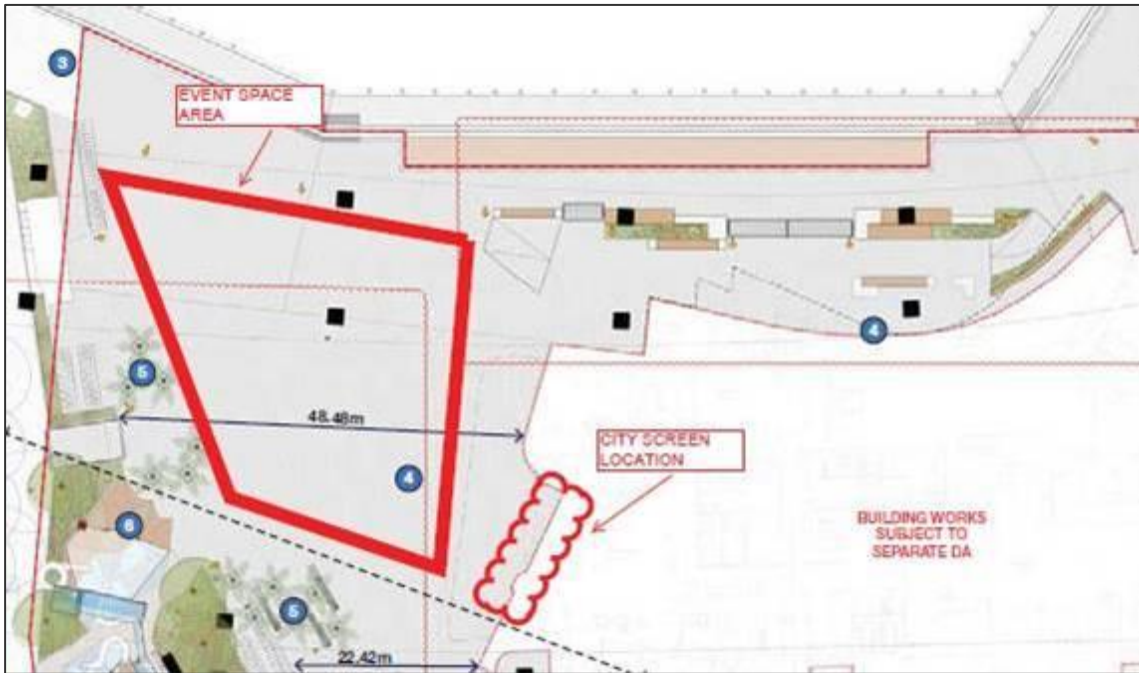 3
EVENT SPACE
AREA
4
5
48.48m
CITY SCREEN
LOCATION
4
6
BUILDING WORKS
SUBJECT TO
SEPARATE DA
5
22.42m